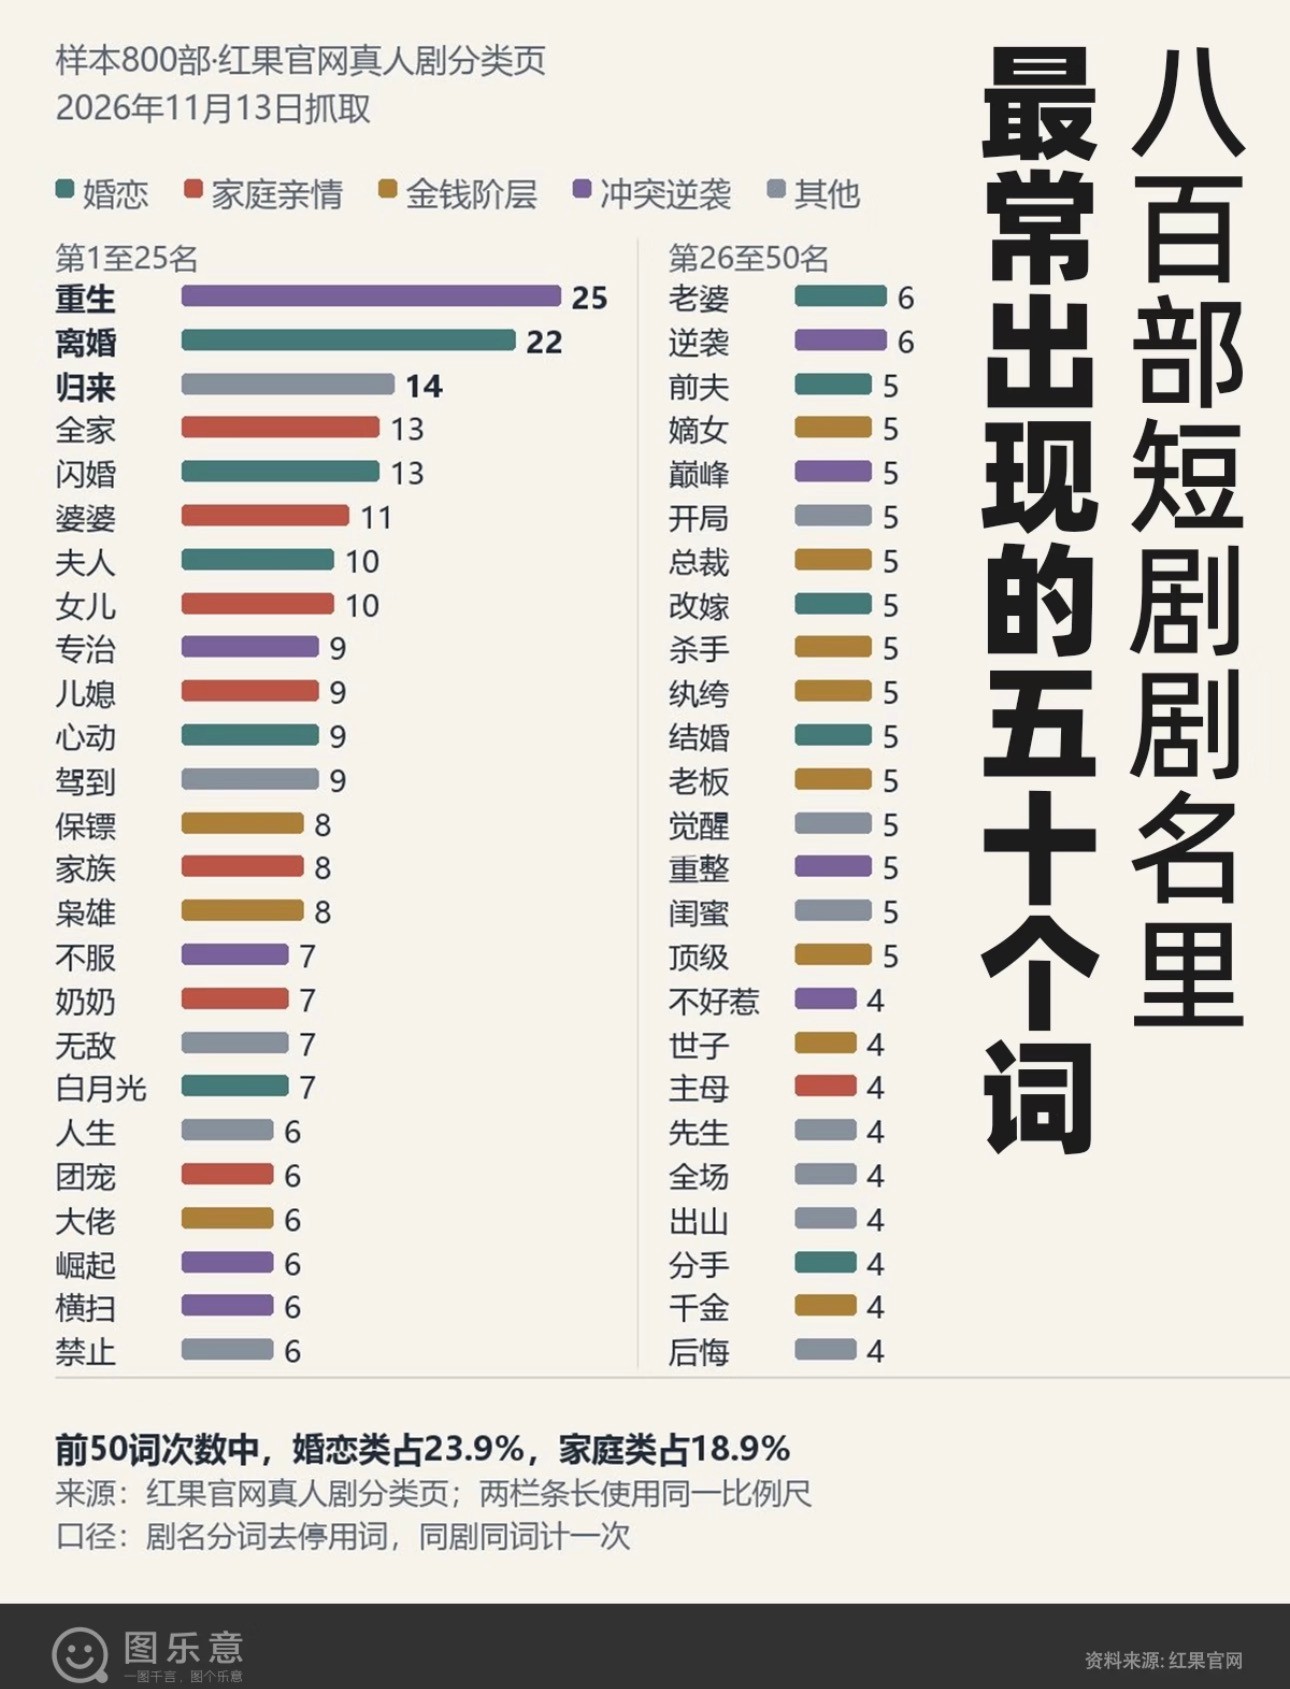 八百部短剧剧名里
最常出现的五十个词
样本800部·红果官网真人剧分类页
2026年11月13日抓取
婚恋 家庭亲情 金钱阶层 冲突逆袭 其他
第1至25名
重生 25
离婚 22
归来 14
全家 13
闪婚 13
婆婆 11
夫人 10
女儿 10
专治 9
儿媳 9
心动 9
驾到 9
保镖 8
家族 8
枭雄 8
不服 7
奶奶 7
无敌 7
白月光 7
人生 6
团宠 6
大佬 6
崛起 6
横扫 6
禁止 6
第26至50名
老婆 6
逆袭 6
前夫 5
嫡女 5
巅峰 5
开局 5
总裁 5
改嫁 5
杀手 5
纨绔 5
结婚 5
老板 5
觉醒 5
重整 5
闺蜜 5
顶级 5
不好惹 4
世子 4
主母 4
先生 4
全场 4
出山 4
分手 4
千金 4
后悔 4
前50词次数中，婚恋类占23.9%，家庭类占18.9%
来源：红果官网真人剧分类页；两栏条长使用同一比例尺
口径：剧名分词去停用词，同剧同词计一次
图乐意
一图千言，图个乐意
资料来源: 红果官网